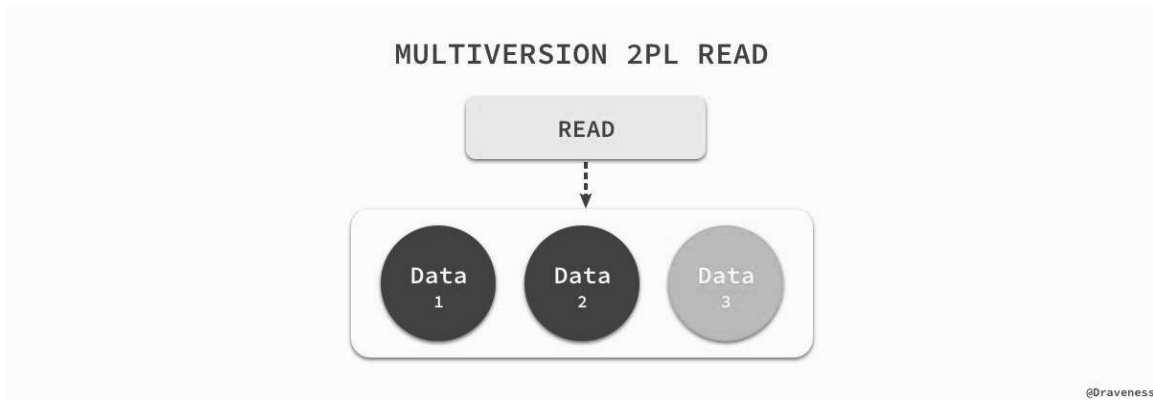 MULTIVERSION 2PL READ
READ
Data Data Data
1 2 3
@Draveness